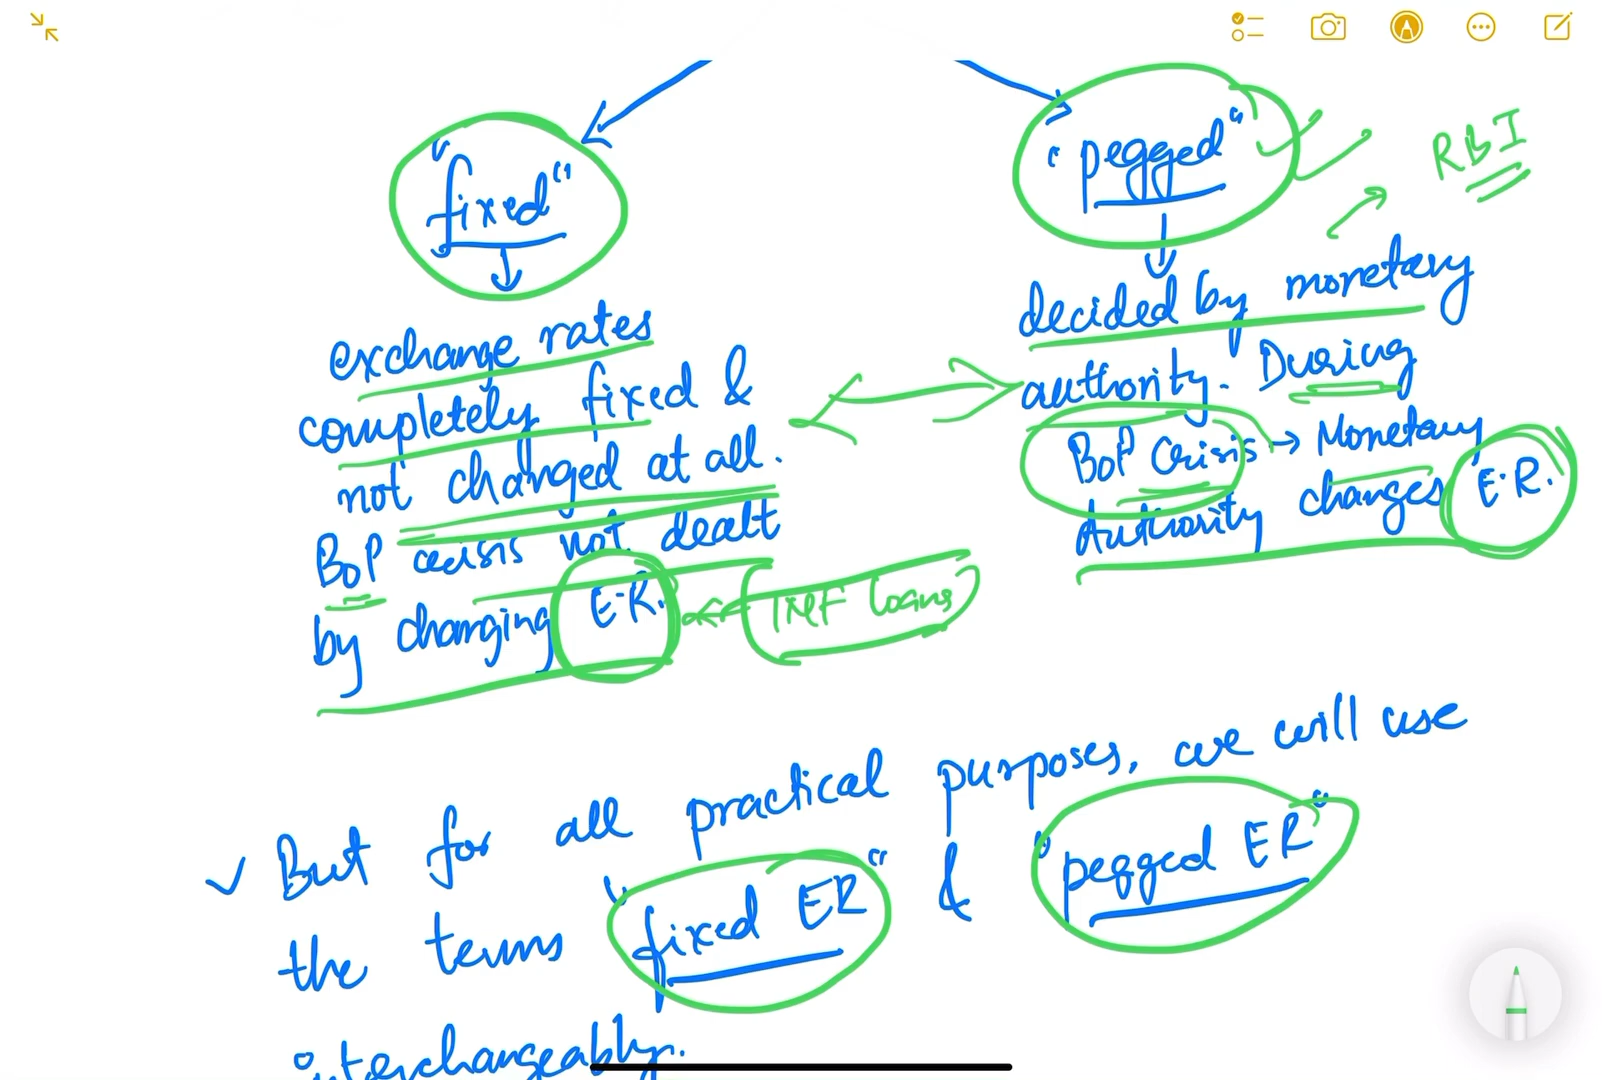 "fixed"
exchange rates
completely fixed &
not changed at all.
BoP crisis not dealt
by changing E.R.
IMF loans
"pegged"
RBI
decided by monetary
authority. During
BoP Crisis → Monetary
Authority changes E.R.
But for all practical purposes, we will use
the terms "fixed ER" & "pegged ER"
interchangeably.